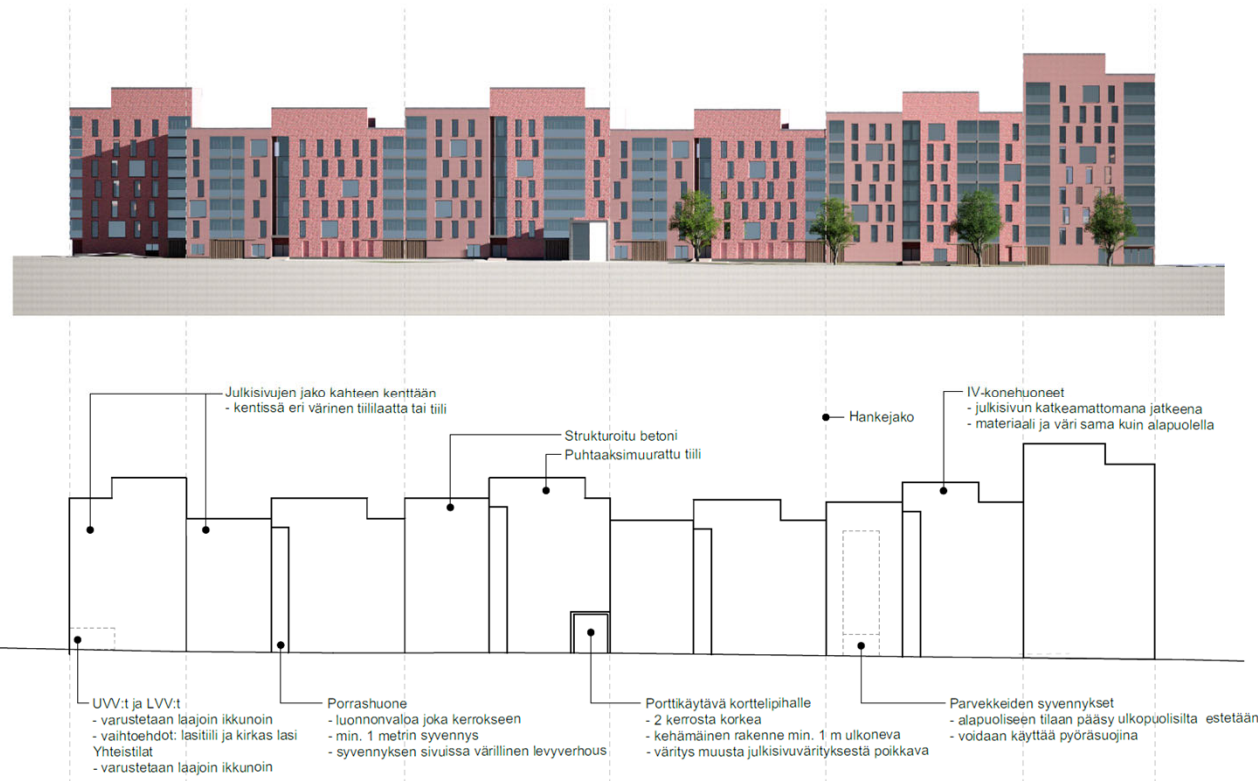 Julkisivujen jako kahteen kenttään
- kentissä eri värinen tiililaatta tai tiili
Strukturoitu betoni
Puhtaaksimuurattu tiili
Hankejako
IV-konehuoneet
- julkisivun katkeamattomana jatkeena
- materiaali ja väri sama kuin alapuolella
UVV:t ja LVV:t
- varustetaan laajoin ikkunoin
- vaihtoehdot: lasitiili ja kirkas lasi
Yhteistilat
- varustetaan laajoin ikkunoin
Porrashuone
- luonnonvaloa joka kerrokseen
- min. 1 metrin syvennys
- syvennyksen sivuissa värillinen levyverhous
Porttikäytävä korttelipihalle
- 2 kerrosta korkea
- kehämäinen rakenne min. 1 m ulkoneva
- väritys muusta julkisivuvärityksestä poikkava
Parvekkeiden syvennykset
- alapuoliseen tilaan pääsy ulkopuolisilta estetään
- voidaan käyttää pyöräsuojina